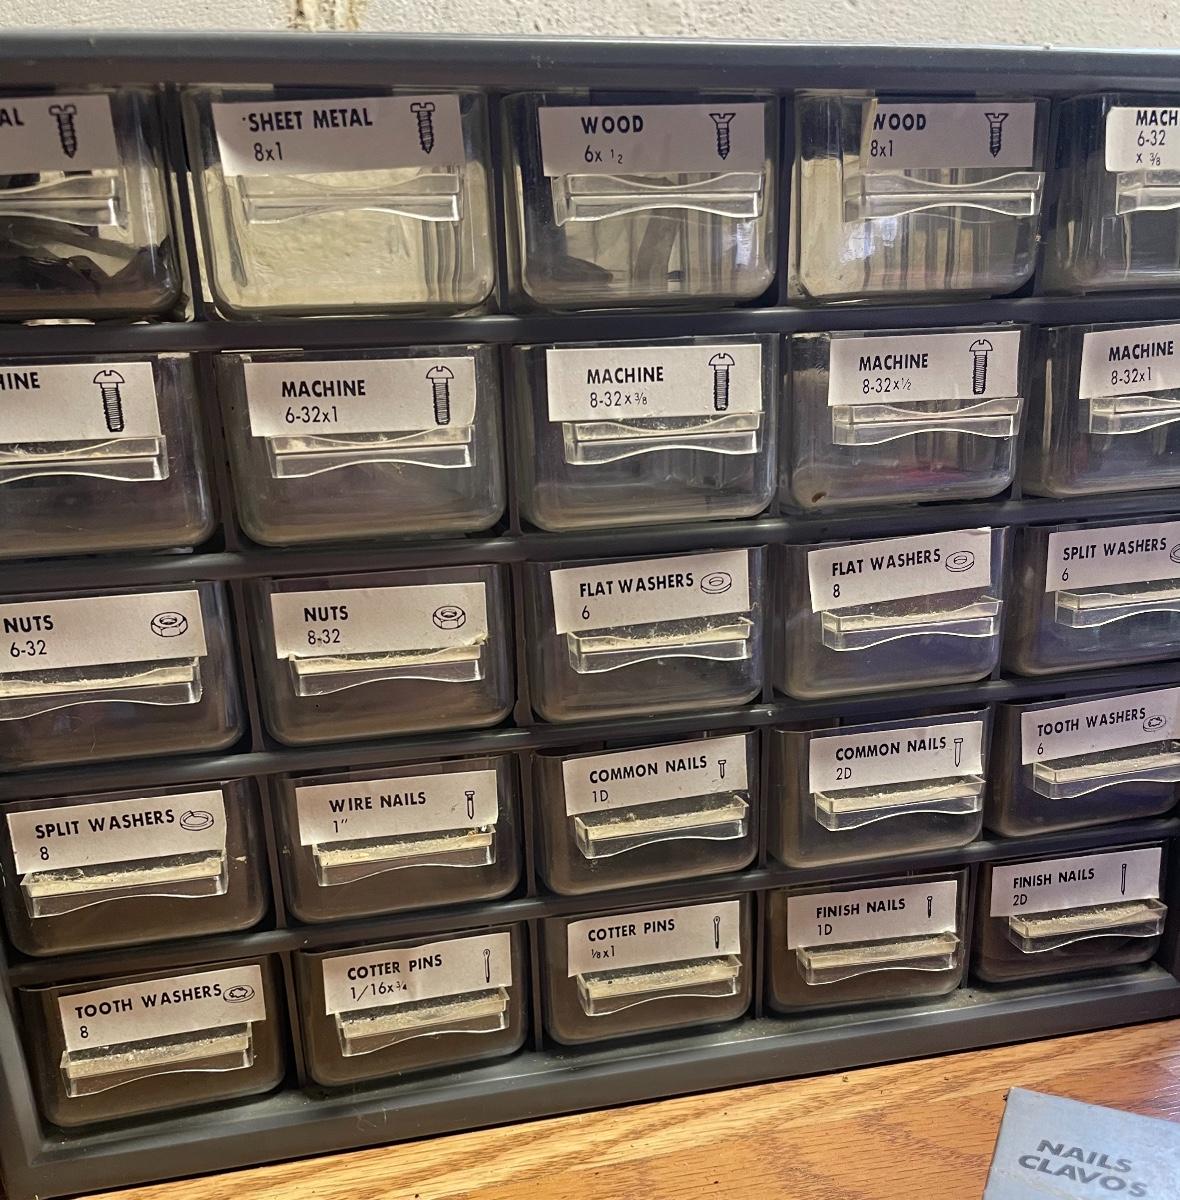 AL
SHEET METAL
8x1
WOOD
6x 1/2
WOOD
8x1
MACH
6-32
x 3/8
HINE
MACHINE
6-32x1
MACHINE
8-32x3/8
MACHINE
8-32x1/2
MACHINE
8-32x1
NUTS
6-32
NUTS
8-32
FLAT WASHERS
6
FLAT WASHERS
8
SPLIT WASHERS
6
SPLIT WASHERS
8
WIRE NAILS
1"
COMMON NAILS
1D
COMMON NAILS
2D
TOOTH WASHERS
6
TOOTH WASHERS
8
COTTER PINS
1/16x3/4
COTTER PINS
1/8x1
FINISH NAILS
1D
FINISH NAILS
2D
NAILS
CLAVOS